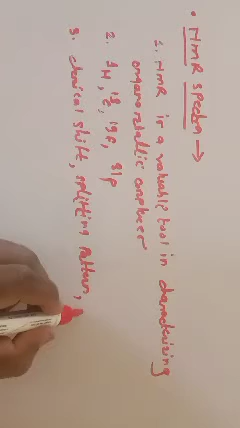 • NMR spectra →
1. NMR is a valuable tool in characterizing
organometallic complexes
2. 1H, 13C, 19F, 31P
3. chemical shift, splitting pattern,